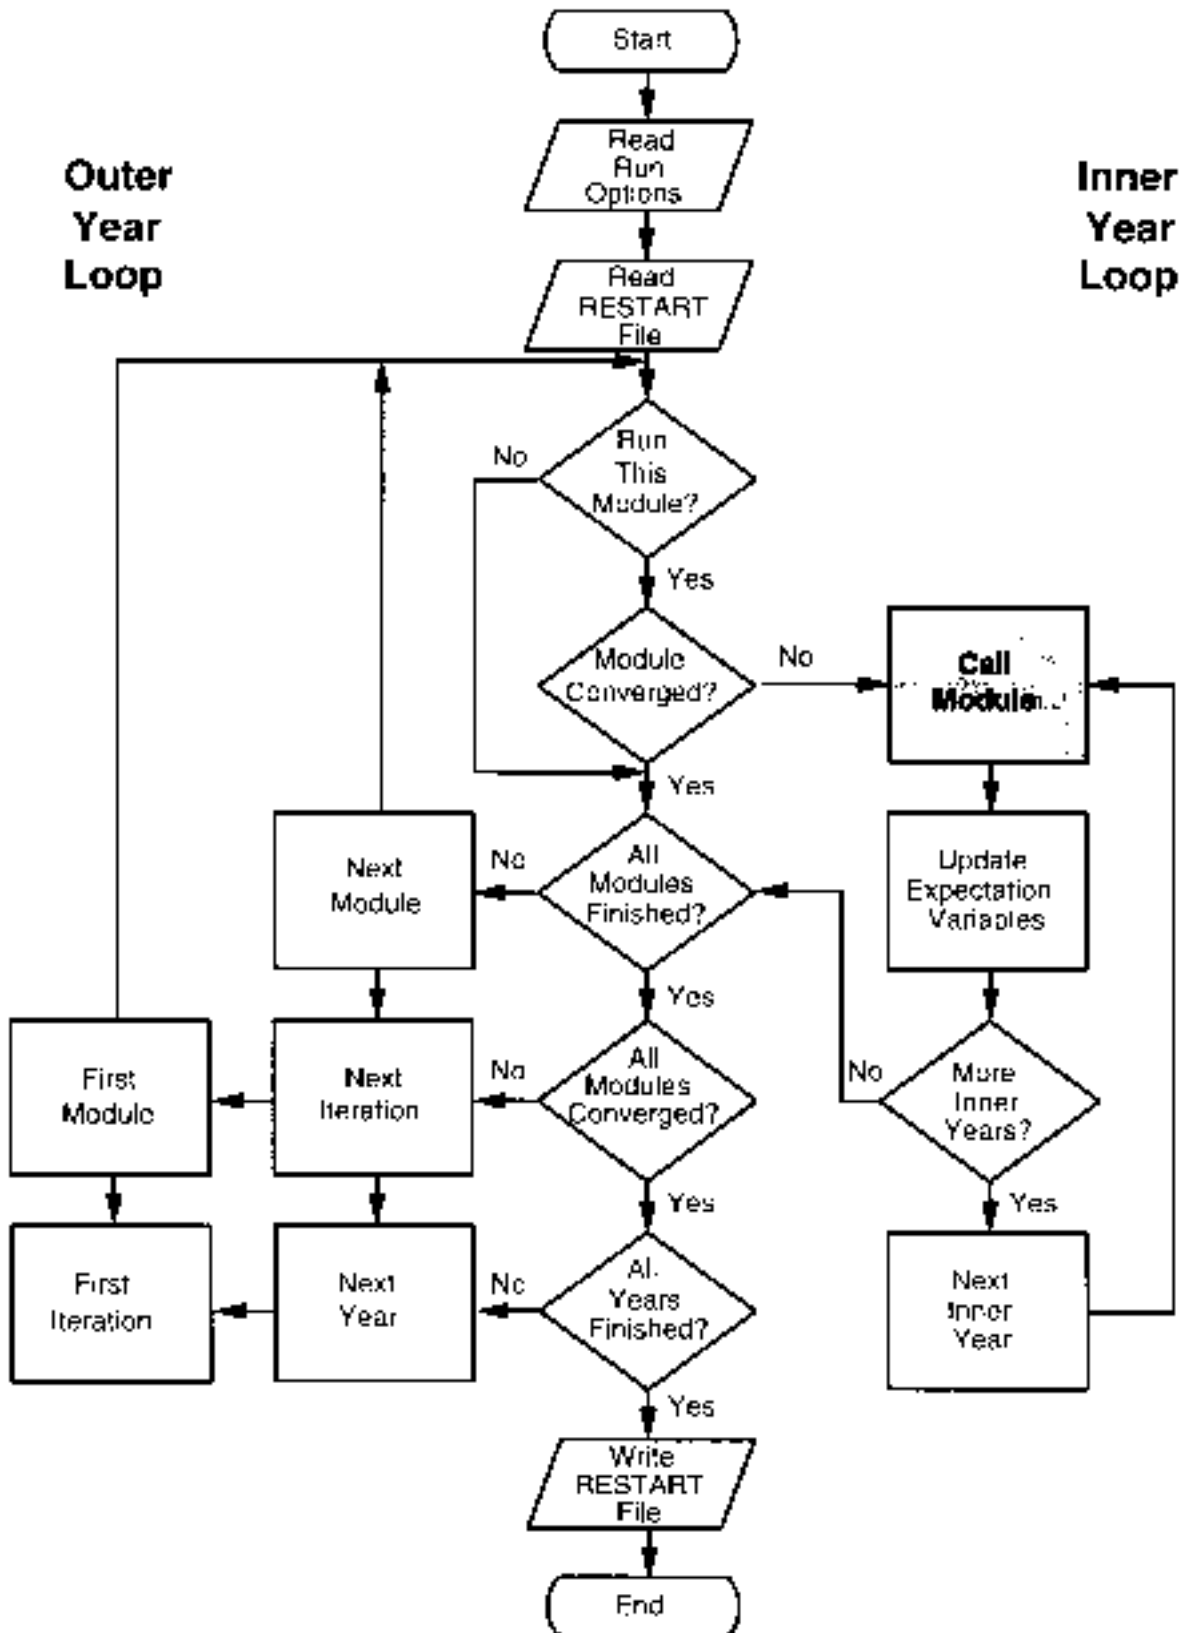 Start
Read
Run
Options
Outer
Year
Loop
Inner
Year
Loop
Read
RESTART
File
No
Run
This
Module?
Yes
Module
Converged?
No
Call
Module
Yes
Next
Module
No
All
Modules
Finished?
Update
Expectation
Variables
Yes
First
Module
Next
Iteration
No
All
Modules
Converged?
No
More
Inner
Years?
Yes
Yes
First
Iteration
Next
Year
No
All
Years
Finished?
Next
Inner
Year
Yes
Write
RESTART
File
End